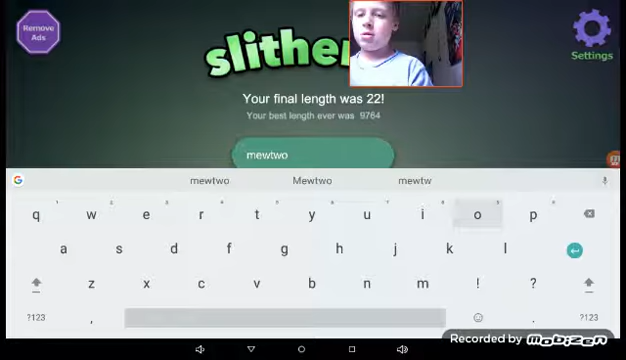 Remove
Ads
slither
Settings
Your final length was 22!
Your best length ever was 9764
mewtwo
mewtwo Mewtwo mewtw
q w e r t y u i o p
a s d f g h j k l
z x c v b n m ! ?
?123 , . ?123
Recorded by mobizen